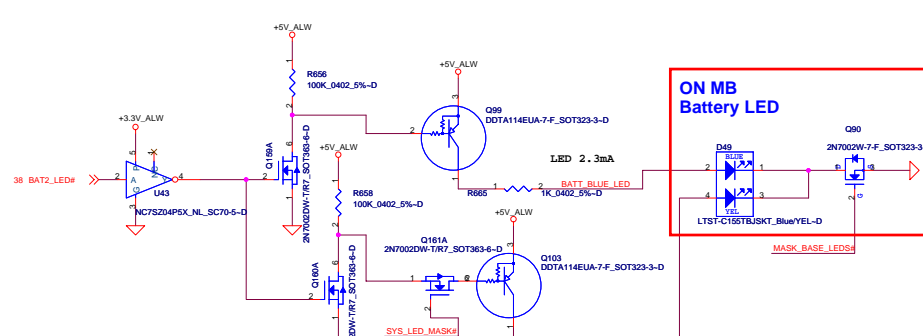 +5V_ALW
R656
100K_0402_5%~D
+5V_ALW
+3.3V_ALW
Q99
DDTA114EUA-7-F_SOT323-3~D
ON MB
Battery LED
Q90
2N7002W-7-F_SOT323-3~
D49
BLUE
YEL
LTST-C155TBJSKT_Blue/YEL~D
MASK_BASE_LEDS#
LED 2.3mA
BATT_BLUE_LED
R665
1K_0402_5%~D
38 BAT2_LED#
U43
NC7SZ04P5X_NL_SC70-5~D
Q159A
2N7002DW-T/R7_SOT363-6~D
+5V_ALW
R658
100K_0402_5%~D
+5V_ALW
Q161A
2N7002DW-T/R7_SOT363-6~D
Q103
DDTA114EUA-7-F_SOT323-3~D
Q160A
DW-T/R7_SOT363-6~D
SYS_LED_MASK#